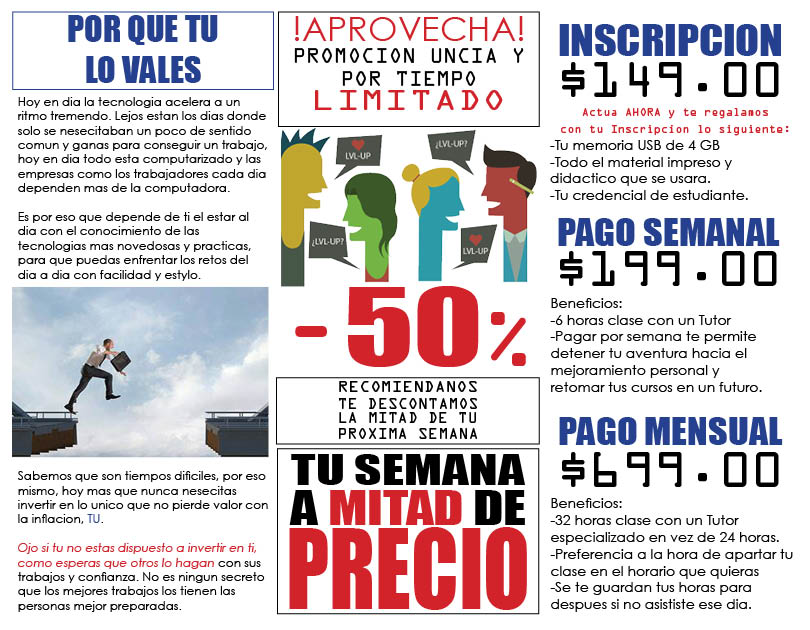 POR QUE TU
LO VALES
Hoy en dia la tecnologia acelera a un
ritmo tremendo. Lejos estan los dias donde
solo se nesecitaban un poco de sentido
comun y ganas para conseguir un trabajo,
hoy en dia todo esta computarizado y las
empresas como los trabajadores cada dia
dependen mas de la computadora.
Es por eso que depende de ti el estar al
dia con el conocimiento de las
tecnologias mas novedosas y practicas,
para que puedas enfrentar los retos del
dia a dia con facilidad y estylo.
Sabemos que son tiempos dificiles, por eso
mismo, hoy mas que nunca nesecitas
invertir en lo unico que no pierde valor con
la inflacion, TU.
Ojo si tu no estas dispuesto a invertir en ti,
como esperas que otros lo hagan con sus
trabajos y confianza. No es ningun secreto
que los mejores trabajos los tienen las
personas mejor preparadas.
!APROVECHA!
PROMOCION UNCIA Y
POR TIEMPO
LIMITADO
LVL-UP
¿LVL-UP?
¿LVL-UP?
LVL-UP
- 50%
RECOMIENDANOS
TE DESCONTAMOS
LA MITAD DE TU
PROXIMA SEMANA
TU SEMANA
A MITAD DE
PRECIO
INSCRIPCION
$149.00
Actua AHORA y te regalamos
con tu Inscripcion lo siguiente:
-Tu memoria USB de 4 GB
-Todo el material impreso y
didactico que se usara.
-Tu credencial de estudiante.
PAGO SEMANAL
$199.00
Beneficios:
-6 horas clase con un Tutor
-Pagar por semana te permite
detener tu aventura hacia el
mejoramiento personal y
retomar tus cursos en un futuro.
PAGO MENSUAL
$699.00
Beneficios:
-32 horas clase con un Tutor
especializado en vez de 24 horas.
-Preferencia a la hora de apartar tu
clase en el horario que quieras
-Se te guardan tus horas para
despues si no asististe ese dia.